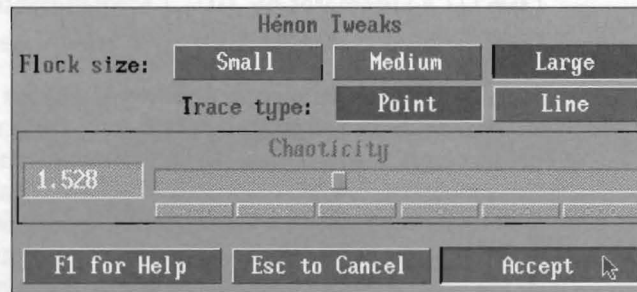 Hénon Tweaks
Flock size: Small Medium Large
Trace type: Point Line
Chaoticity
1.528
F1 for Help Esc to Cancel Accept